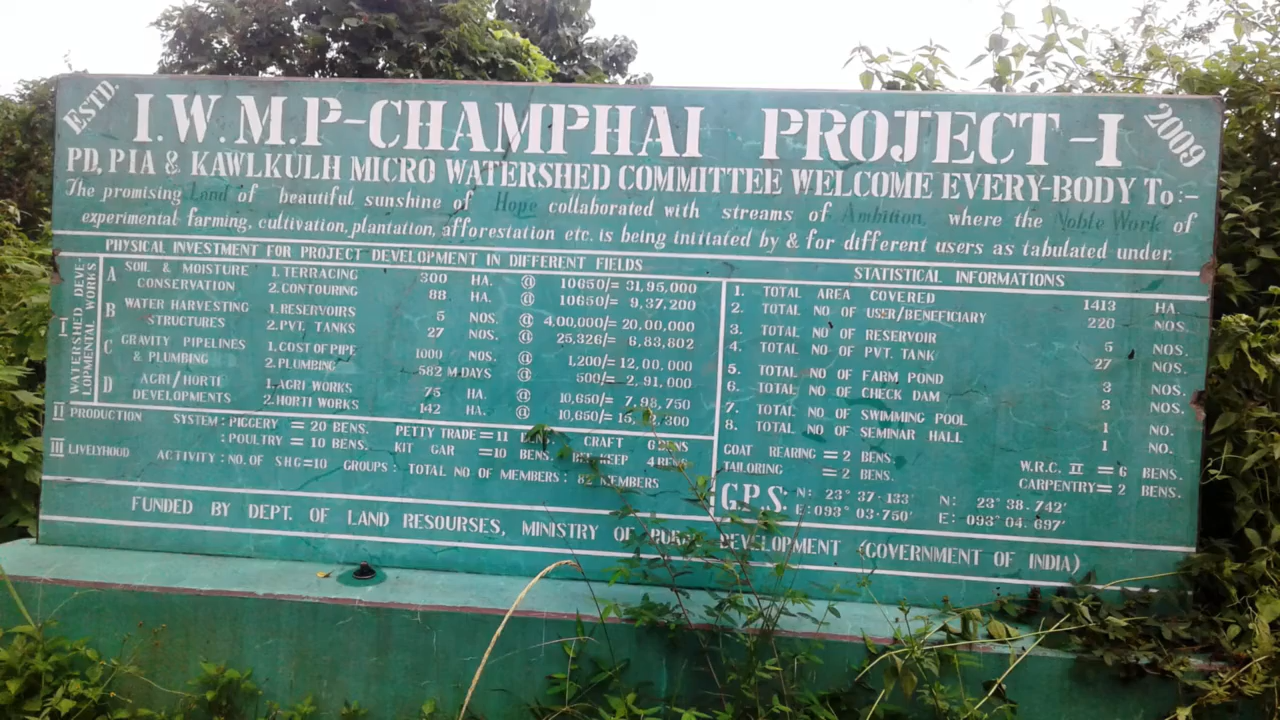 ESTD. I.W.M.P-CHAMPHAI PROJECT-I 2009
PD, PIA & KAWLKULH MICRO WATERSHED COMMITTEE WELCOME EVERY-BODY To:-
The promising Land of beautiful sunshine of Hope collaborated with streams of Ambition, where the Noble Work of
experimental farming, cultivation, plantation, afforestation etc. is being initiated by & for different users as tabulated under.
PHYSICAL INVESTMENT FOR PROJECT DEVELOPMENT IN DIFFERENT FIELDS
I WATERSHED DEVE-
LOPMENTAL WORKS
A SOIL & MOISTURE 1. TERRACING 300 HA. @ 10650/= 31,95,000
CONSERVATION 2. CONTOURING 88 HA. @ 10650/= 9,37,200
B WATER HARVESTING 1. RESERVOIRS 5 NOS. @ 4,00,000/= 20,00,000
STRUCTURES 2. PVT. TANKS 27 NOS. @ 25,326/= 6,83,802
C GRAVITY PIPELINES 1. COST OF PIPE 1000 NOS. @ 1,200/= 12,00,000
& PLUMBING 2. PLUMBING 582 M DAYS @ 500/= 2,91,000
D AGRI/HORTI 1. AGRI WORKS 75 HA. @ 10,650/= 7,98,750
DEVELOPMENTS 2. HORTI WORKS 142 HA. @ 10,650/=
II PRODUCTION SYSTEM: PIGGERY = 20 BENS. PETTY TRADE = 11 CRAFT
: POULTRY = 10 BENS. KIT GAR = 10 BENS. KEEP
III LIVELYHOOD ACTIVITY: NO. OF SHG = 10 GROUPS: TOTAL NO OF MEMBERS: MEMBERS
STATISTICAL INFORMATIONS
1. TOTAL AREA COVERED 1413 HA.
2. TOTAL NO OF USER/BENEFICIARY 220 NOS.
3. TOTAL NO OF RESERVOIR 5 NOS.
4. TOTAL NO OF PVT. TANK 27 NOS.
5. TOTAL NO OF FARM POND 3 NOS.
6. TOTAL NO OF CHECK DAM 3 NOS.
7. TOTAL NO OF SWIMMING POOL 1 NO.
8. TOTAL NO OF SEMINAR HALL 1 NO.
GOAT REARING = 2 BENS. W.R.C. II = 6 BENS.
TAILORING = 2 BENS. CARPENTRY = 2 BENS.
G.P.S: N: 23° 37·133' N: 23° 38.742'
E: 093° 03·750' E: 093° 04.697'
FUNDED BY DEPT. OF LAND RESOURSES, MINISTRY OF RURAL DEVELOPMENT (GOVERNMENT OF INDIA)